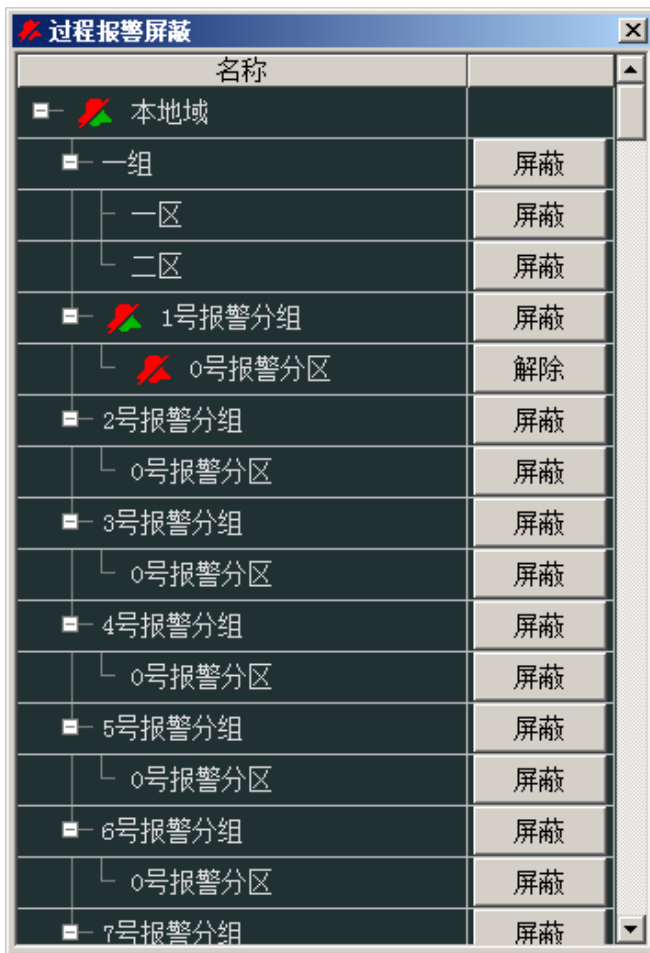 过程报警屏蔽
名称
本地域
一组 屏蔽
一区 屏蔽
二区 屏蔽
1号报警分组 屏蔽
0号报警分区 解除
2号报警分组 屏蔽
0号报警分区 屏蔽
3号报警分组 屏蔽
0号报警分区 屏蔽
4号报警分组 屏蔽
0号报警分区 屏蔽
5号报警分组 屏蔽
0号报警分区 屏蔽
6号报警分组 屏蔽
0号报警分区 屏蔽
7号报警分组 屏蔽